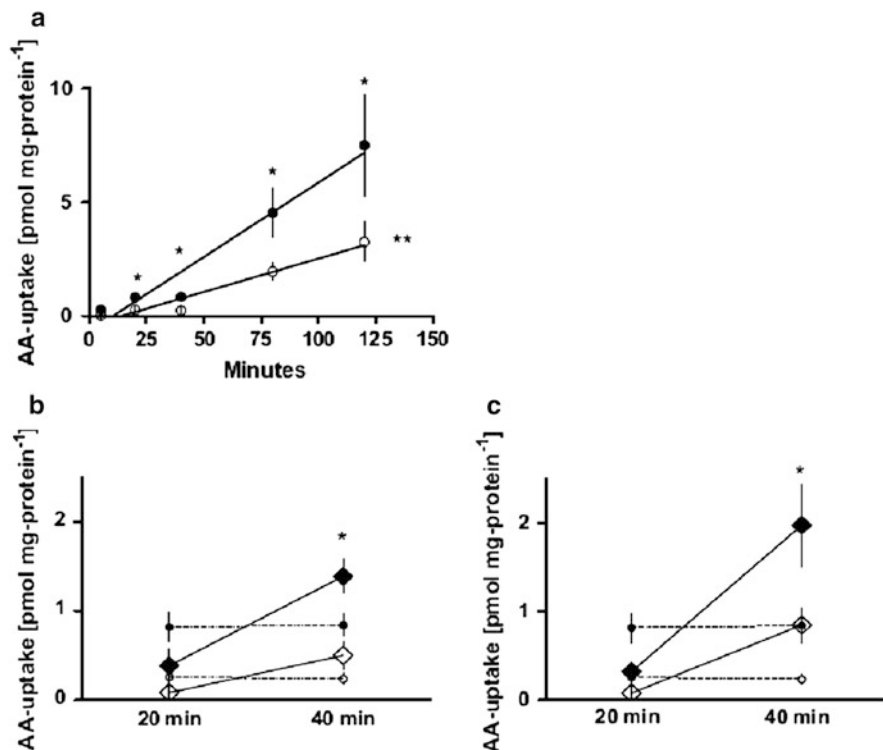 a
AA-uptake [pmol mg-protein⁻¹]
10
5
0
*
*
*
*
**
0 25 50 75 100 125 150
Minutes
b
AA-uptake [pmol mg-protein⁻¹]
2
1
0
*
20 min 40 min
c
AA-uptake [pmol mg-protein⁻¹]
2
1
0
*
20 min 40 min